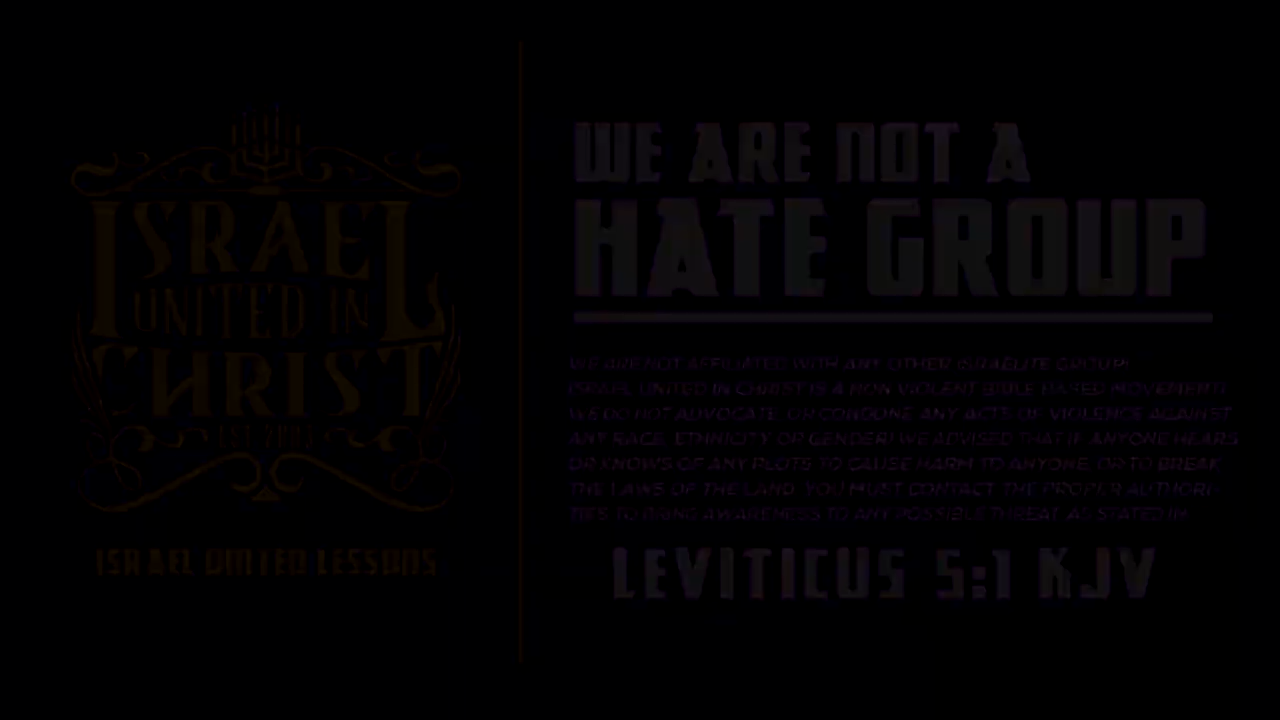 ISRAEL
UNITED IN
CHRIST
EST 2003
ISRAEL UNITED LESSONS
WE ARE NOT A
HATE GROUP
WE ARE NOT AFFILIATED WITH ANY OTHER ISRAELITE GROUP!
ISRAEL UNITED IN CHRIST IS A NON VIOLENT BIBLE BASED MOVEMENT!
WE DO NOT ADVOCATE, OR CONDONE ANY ACTS OF VIOLENCE AGAINST
ANY RACE, ETHNICITY OR GENDER! WE ADVISED THAT IF ANYONE HEARS
OR KNOWS OF ANY PLOTS TO CAUSE HARM TO ANYONE, OR TO BREAK
THE LAWS OF THE LAND, YOU MUST CONTACT THE PROPER AUTHORI-
TIES TO BRING AWARENESS TO ANY POSSIBLE THREAT, AS STATED IN,
LEVITICUS 5:1 KJV